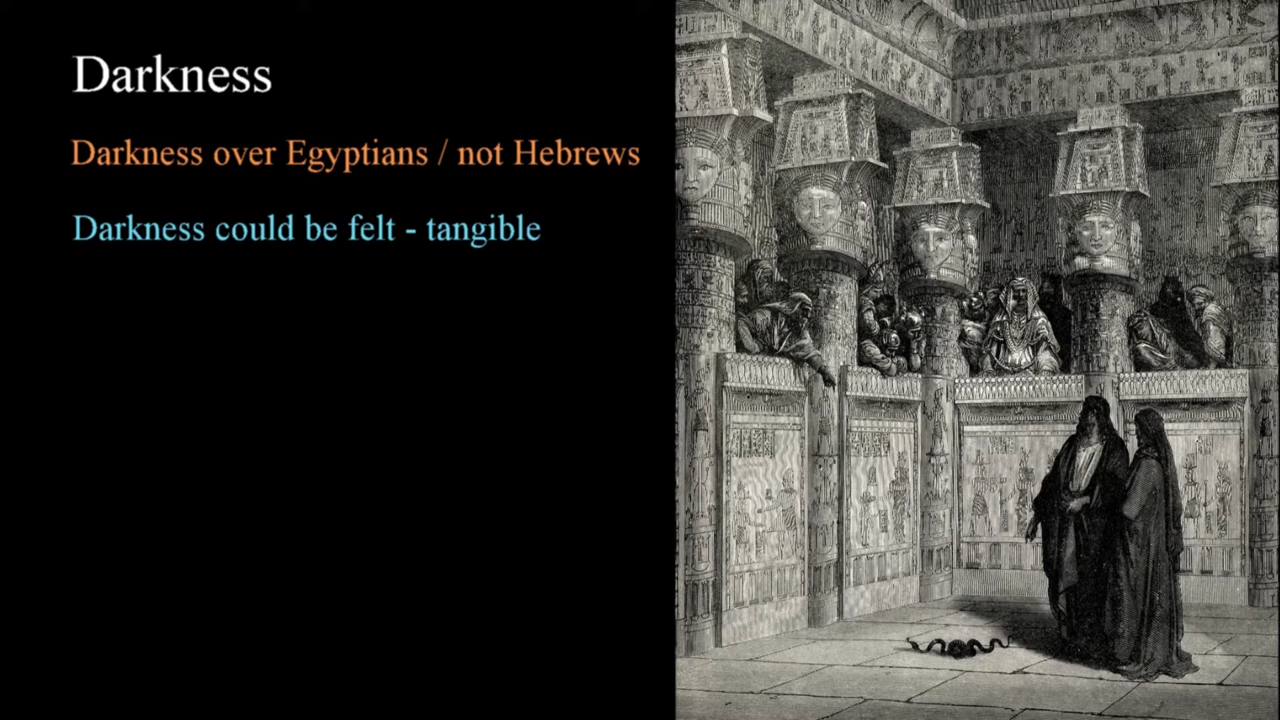 Darkness
Darkness over Egyptians / not Hebrews
Darkness could be felt - tangible